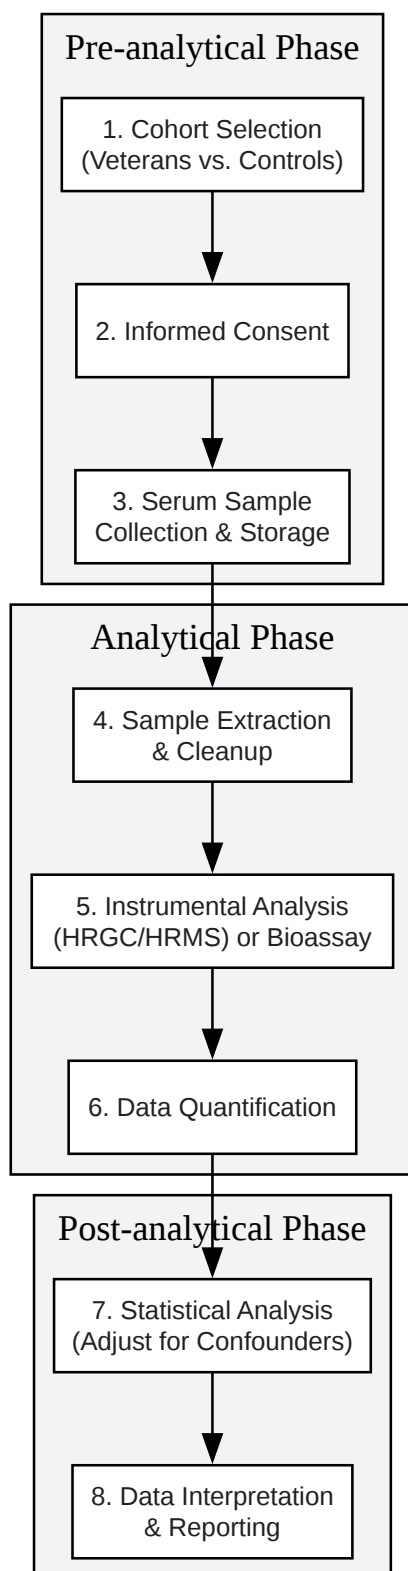 Pre-analytical Phase
1. Cohort Selection
(Veterans vs. Controls)
2. Informed Consent
3. Serum Sample
Collection & Storage
Analytical Phase
4. Sample Extraction
& Cleanup
5. Instrumental Analysis
(HRGC/HRMS) or Bioassay
6. Data Quantification
Post-analytical Phase
7. Statistical Analysis
(Adjust for Confounders)
8. Data Interpretation
& Reporting